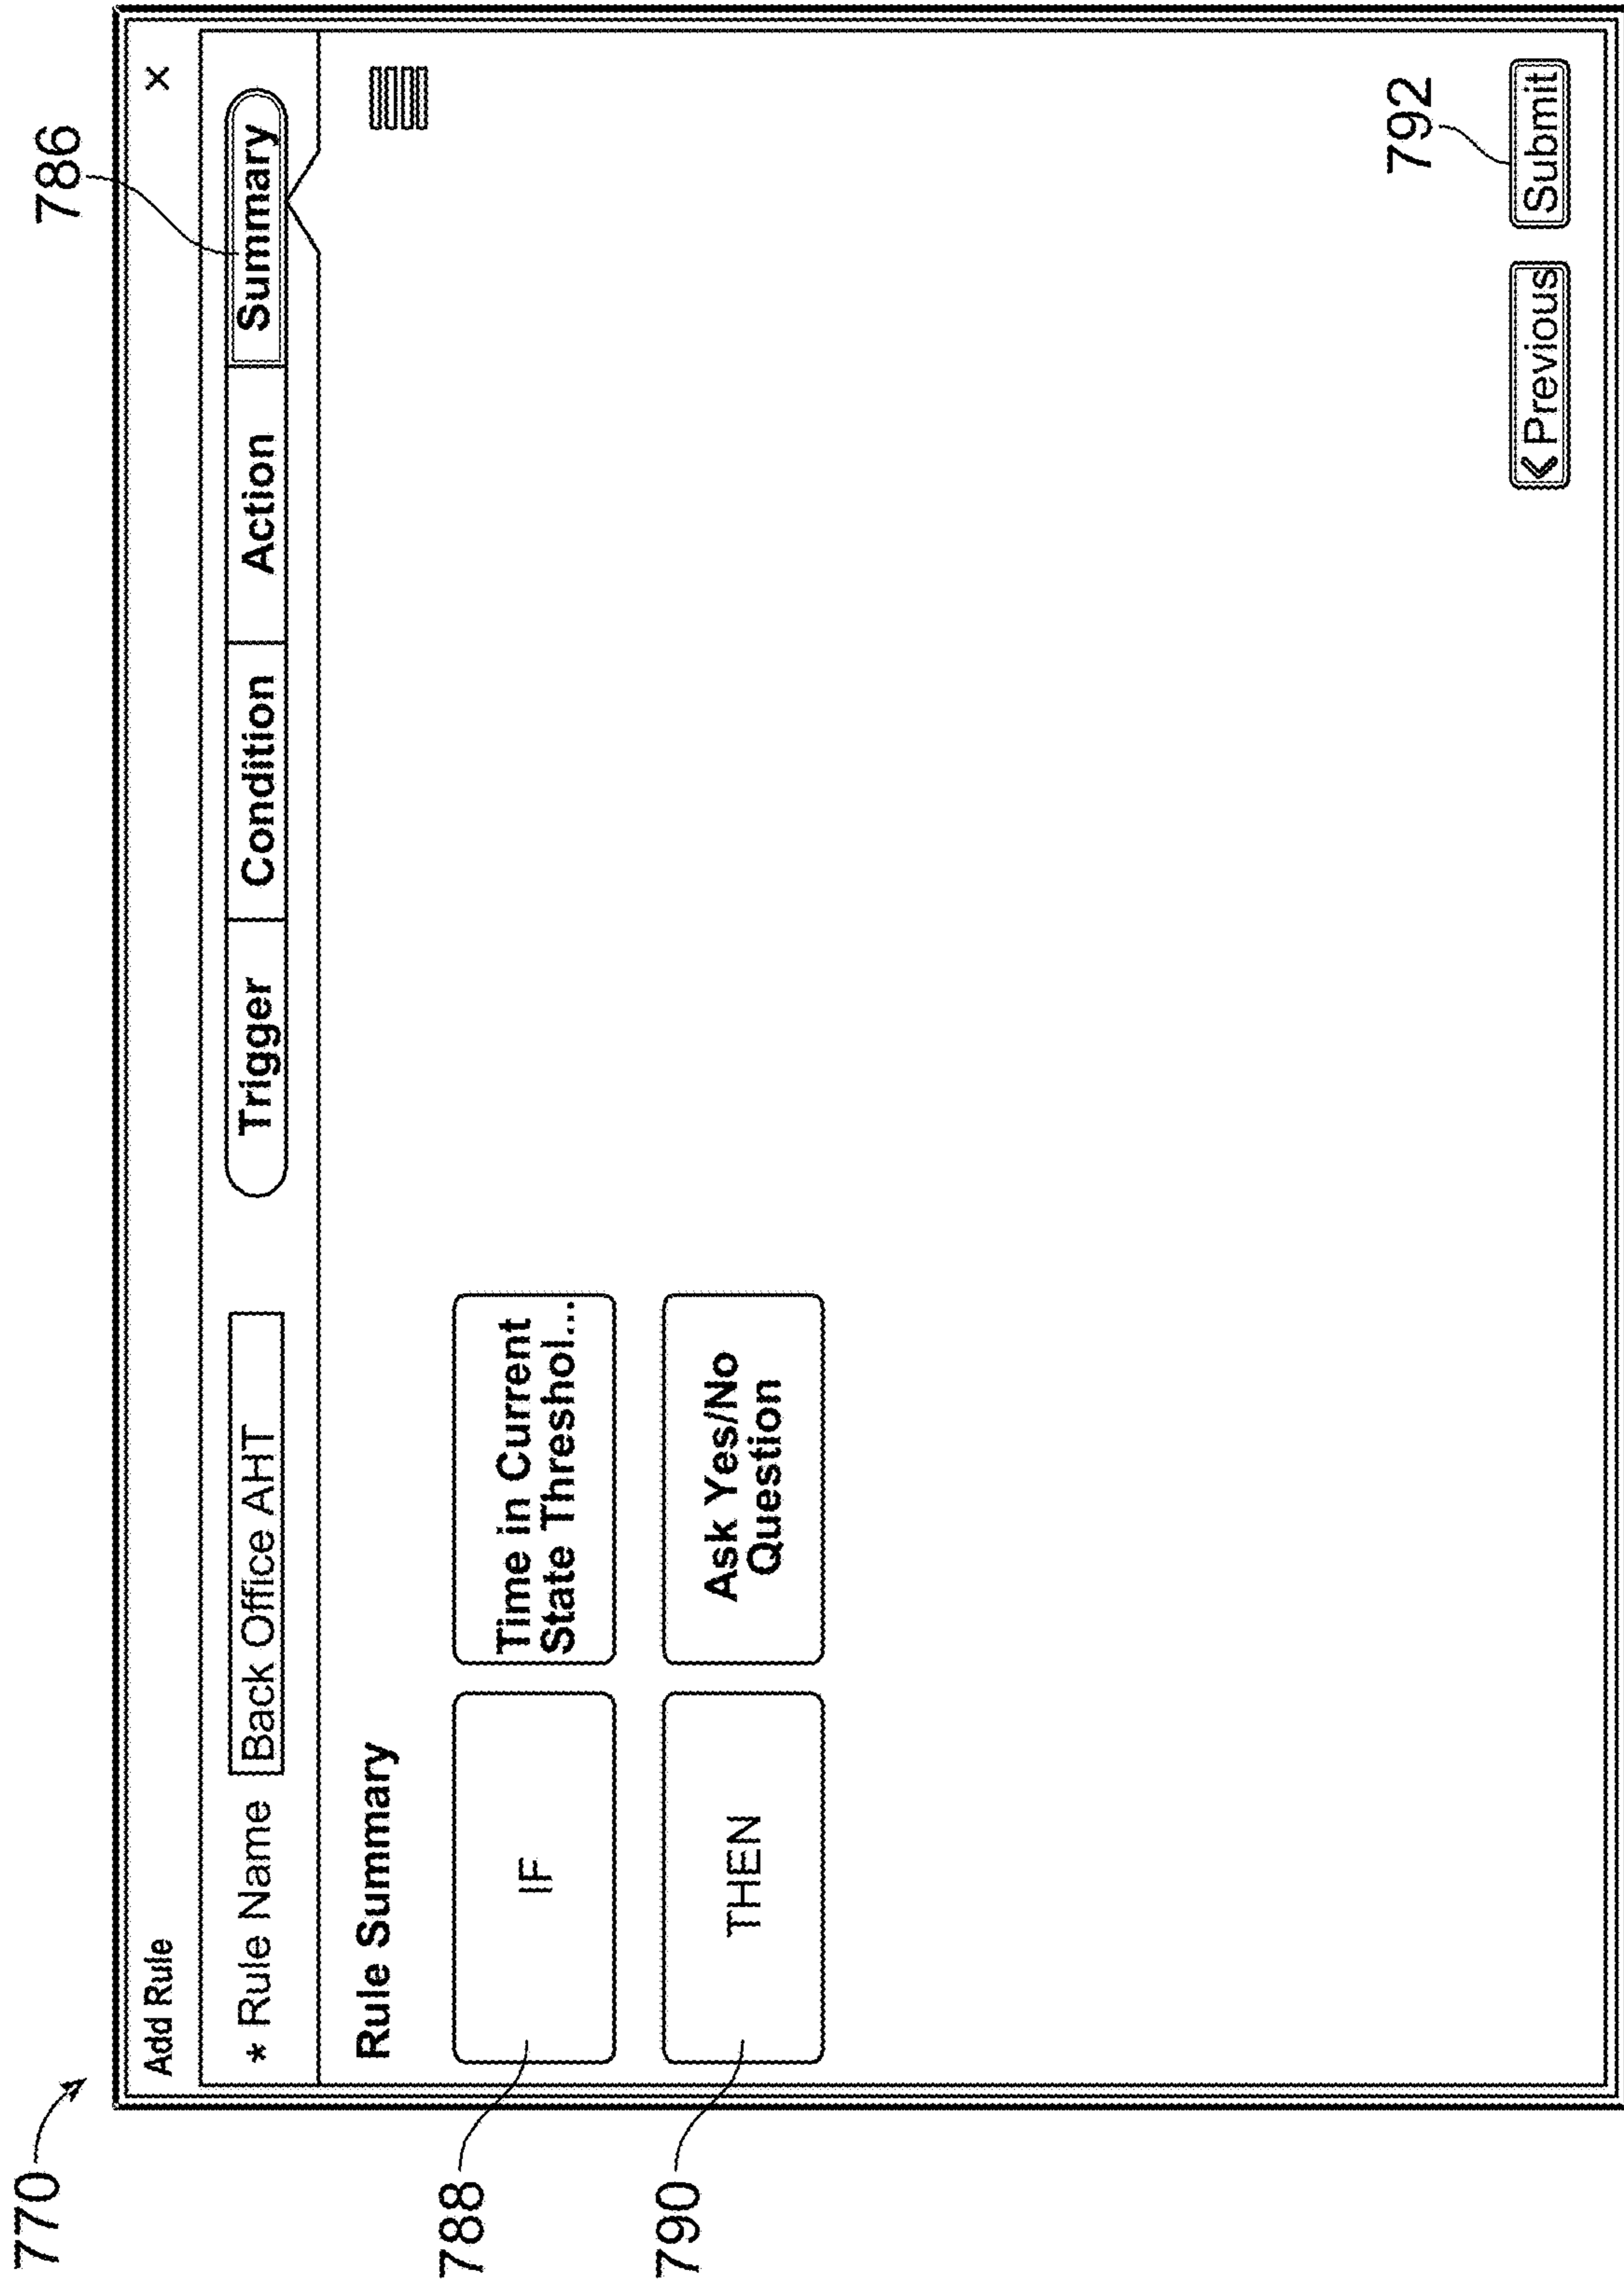 770
786
Add Rule
×
* Rule Name Back Office AHT Trigger Condition Action Summary
Rule Summary
788
IF
Time in Current
State Threshol...
790
THEN
Ask Yes/No
Question
792
< Previous Submit